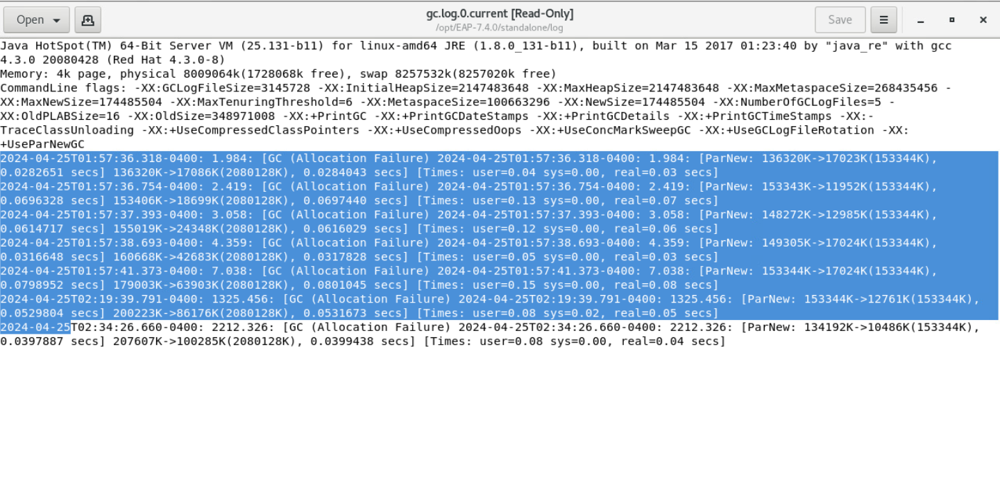 Open
gc.log.0.current [Read-Only]
/opt/EAP-7.4.0/standalone/log
Save
Java HotSpot(TM) 64-Bit Server VM (25.131-b11) for linux-amd64 JRE (1.8.0_131-b11), built on Mar 15 2017 01:23:40 by "java_re" with gcc
4.3.0 20080428 (Red Hat 4.3.0-8)
Memory: 4k page, physical 8009064k(1728068k free), swap 8257532k(8257020k free)
CommandLine flags: -XX:GCLogFileSize=3145728 -XX:InitialHeapSize=2147483648 -XX:MaxHeapSize=2147483648 -XX:MaxMetaspaceSize=268435456 -
XX:MaxNewSize=174485504 -XX:MaxTenuringThreshold=6 -XX:MetaspaceSize=100663296 -XX:NewSize=174485504 -XX:NumberOfGCLogFiles=5 -
XX:OldPLABSize=16 -XX:OldSize=348971008 -XX:+PrintGC -XX:+PrintGCDateStamps -XX:+PrintGCDetails -XX:+PrintGCTimeStamps -XX:-
TraceClassUnloading -XX:+UseCompressedClassPointers -XX:+UseCompressedOops -XX:+UseConcMarkSweepGC -XX:+UseGCLogFileRotation -XX:
+UseParNewGC
2024-04-25T01:57:36.318-0400: 1.984: [GC (Allocation Failure) 2024-04-25T01:57:36.318-0400: 1.984: [ParNew: 136320K->17023K(153344K),
0.0282651 secs] 136320K->17086K(2080128K), 0.0284043 secs] [Times: user=0.04 sys=0.00, real=0.03 secs]
2024-04-25T01:57:36.754-0400: 2.419: [GC (Allocation Failure) 2024-04-25T01:57:36.754-0400: 2.419: [ParNew: 153343K->11952K(153344K),
0.0696328 secs] 153406K->18699K(2080128K), 0.0697440 secs] [Times: user=0.13 sys=0.00, real=0.07 secs]
2024-04-25T01:57:37.393-0400: 3.058: [GC (Allocation Failure) 2024-04-25T01:57:37.393-0400: 3.058: [ParNew: 148272K->12985K(153344K),
0.0614717 secs] 155019K->24348K(2080128K), 0.0616029 secs] [Times: user=0.12 sys=0.00, real=0.06 secs]
2024-04-25T01:57:38.693-0400: 4.359: [GC (Allocation Failure) 2024-04-25T01:57:38.693-0400: 4.359: [ParNew: 149305K->17024K(153344K),
0.0316648 secs] 160668K->42683K(2080128K), 0.0317828 secs] [Times: user=0.05 sys=0.00, real=0.03 secs]
2024-04-25T01:57:41.373-0400: 7.038: [GC (Allocation Failure) 2024-04-25T01:57:41.373-0400: 7.038: [ParNew: 153344K->17024K(153344K),
0.0798952 secs] 179003K->63903K(2080128K), 0.0801045 secs] [Times: user=0.15 sys=0.00, real=0.08 secs]
2024-04-25T02:19:39.791-0400: 1325.456: [GC (Allocation Failure) 2024-04-25T02:19:39.791-0400: 1325.456: [ParNew: 153344K->12761K(153344K),
0.0529804 secs] 200223K->86176K(2080128K), 0.0531673 secs] [Times: user=0.08 sys=0.02, real=0.05 secs]
2024-04-25T02:34:26.660-0400: 2212.326: [GC (Allocation Failure) 2024-04-25T02:34:26.660-0400: 2212.326: [ParNew: 134192K->10486K(153344K),
0.0397887 secs] 207607K->100285K(2080128K), 0.0399438 secs] [Times: user=0.08 sys=0.00, real=0.04 secs]